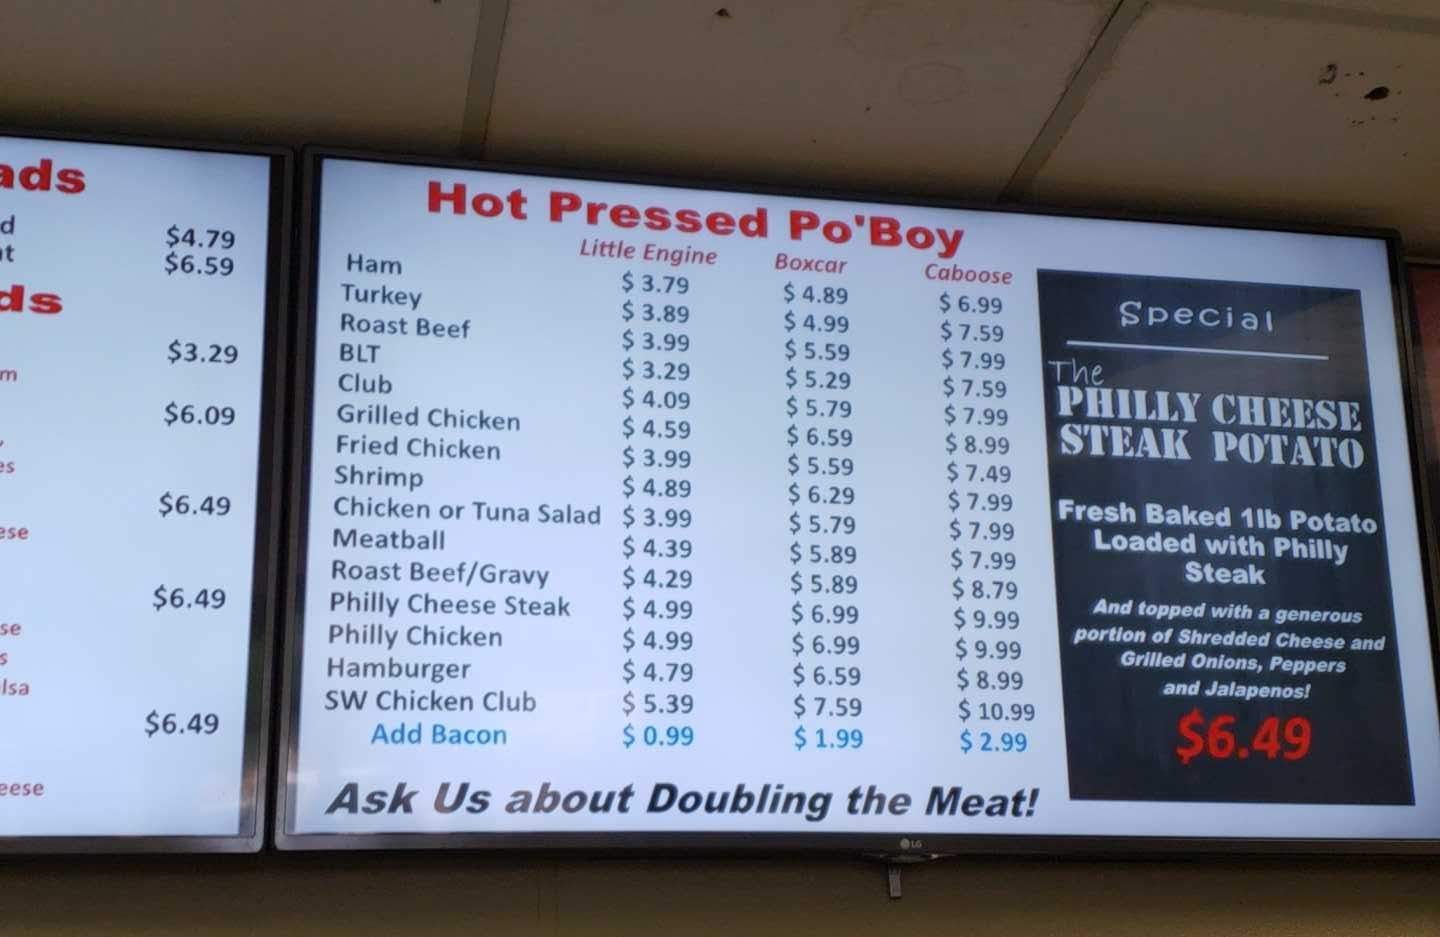 ads
d $4.79
t $6.59
ds
$3.29
m
$6.09
es
$6.49
ese
$6.49
se
s
lsa
$6.49
eese
Hot Pressed Po'Boy
Little Engine Boxcar Caboose
Ham $3.79 $4.89 $6.99
Turkey $3.89 $4.99 $7.59
Roast Beef $3.99 $5.59 $7.99
BLT $3.29 $5.29 $7.59
Club $4.09 $5.79 $7.99
Grilled Chicken $4.59 $6.59 $8.99
Fried Chicken $3.99 $5.59 $7.49
Shrimp $4.89 $6.29 $7.99
Chicken or Tuna Salad $3.99 $5.79 $7.99
Meatball $4.39 $5.89 $7.99
Roast Beef/Gravy $4.29 $5.89 $8.79
Philly Cheese Steak $4.99 $6.99 $9.99
Philly Chicken $4.99 $6.99 $9.99
Hamburger $4.79 $6.59 $8.99
SW Chicken Club $5.39 $7.59 $10.99
Add Bacon $0.99 $1.99 $2.99
Ask Us about Doubling the Meat!
Special
The
PHILLY CHEESE
STEAK POTATO
Fresh Baked 1lb Potato
Loaded with Philly
Steak
And topped with a generous
portion of Shredded Cheese and
Grilled Onions, Peppers
and Jalapenos!
$6.49
LG